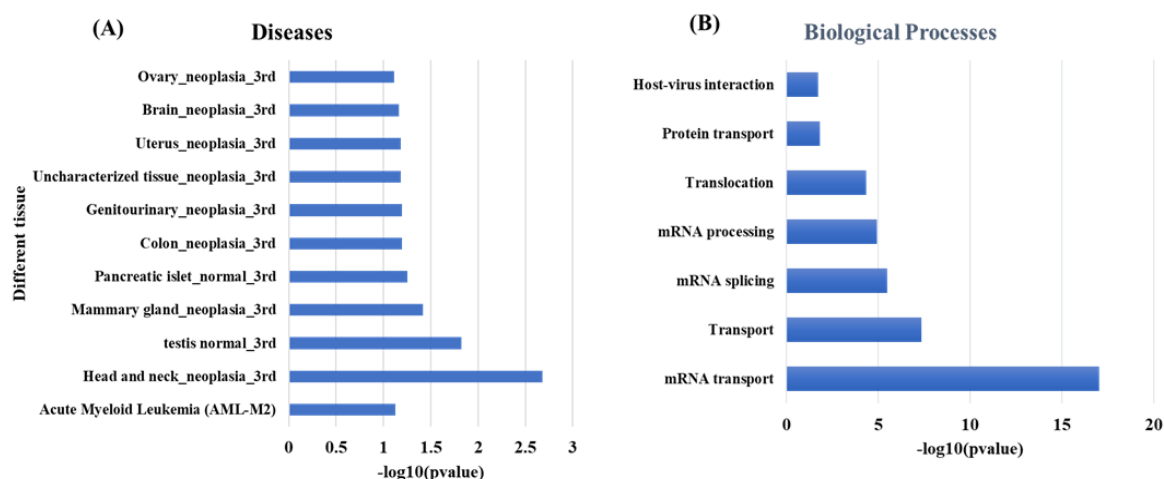 (A)
Diseases
Different tissue
Ovary_neoplasia_3rd
Brain_neoplasia_3rd
Uterus_neoplasia_3rd
Uncharacterized tissue_neoplasia_3rd
Genitourinary_neoplasia_3rd
Colon_neoplasia_3rd
Pancreatic islet_normal_3rd
Mammary gland_neoplasia_3rd
testis normal_3rd
Head and neck_neoplasia_3rd
Acute Myeloid Leukemia (AML-M2)
0 0.5 1 1.5 2 2.5 3
-log10(pvalue)
(B)
Biological Processes
Host-virus interaction
Protein transport
Translocation
mRNA processing
mRNA splicing
Transport
mRNA transport
0 5 10 15 20
-log10(pvalue)